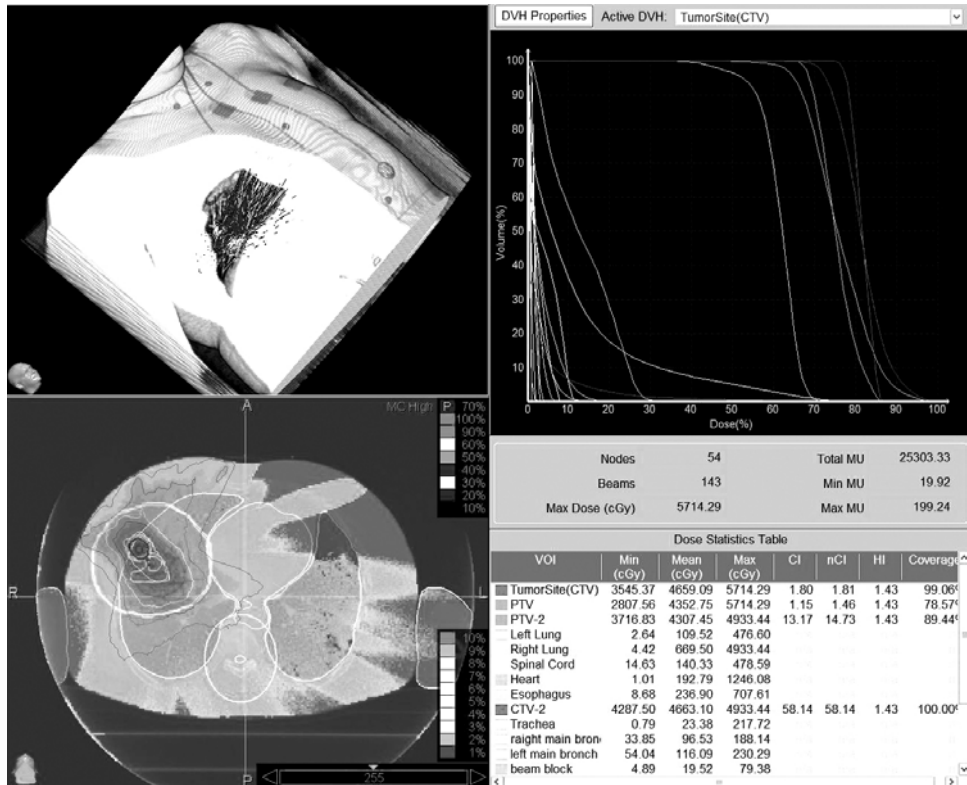 DVH Properties Active DVH: TumorSite(CTV)
100
90
80
70
60
50
40
30
20
10
Volume(%)
0 10 20 30 40 50 60 70 80 90 100
Dose(%)
A
MC High
P 70%
100%
90%
60%
50%
40%
30%
20%
10%
R
L
10%
9%
8%
7%
6%
5%
4%
3%
2%
1%
P
255
Nodes 54 Total MU 25303.33
Beams 143 Min MU 19.92
Max Dose (cGy) 5714.29 Max MU 199.24
Dose Statistics Table
VOI Min (cGy) Mean (cGy) Max (cGy) CI nCI HI Coverage
TumorSite(CTV) 3545.37 4659.09 5714.29 1.80 1.81 1.43 99.06
PTV 2807.56 4352.75 5714.29 1.15 1.46 1.43 78.57
PTV-2 3716.83 4307.45 4933.44 13.17 14.73 1.43 89.44
Left Lung 2.64 109.52 476.60
Right Lung 4.42 669.50 4933.44
Spinal Cord 14.63 140.33 478.59
Heart 1.01 192.79 1246.08
Esophagus 8.68 236.90 707.61
CTV-2 4287.50 4663.10 4933.44 58.14 58.14 1.43 100.00
Trachea 0.79 23.38 217.72
raight main bron 33.85 96.53 188.14
left main bronch 54.04 116.09 230.29
beam block 4.89 19.52 79.38